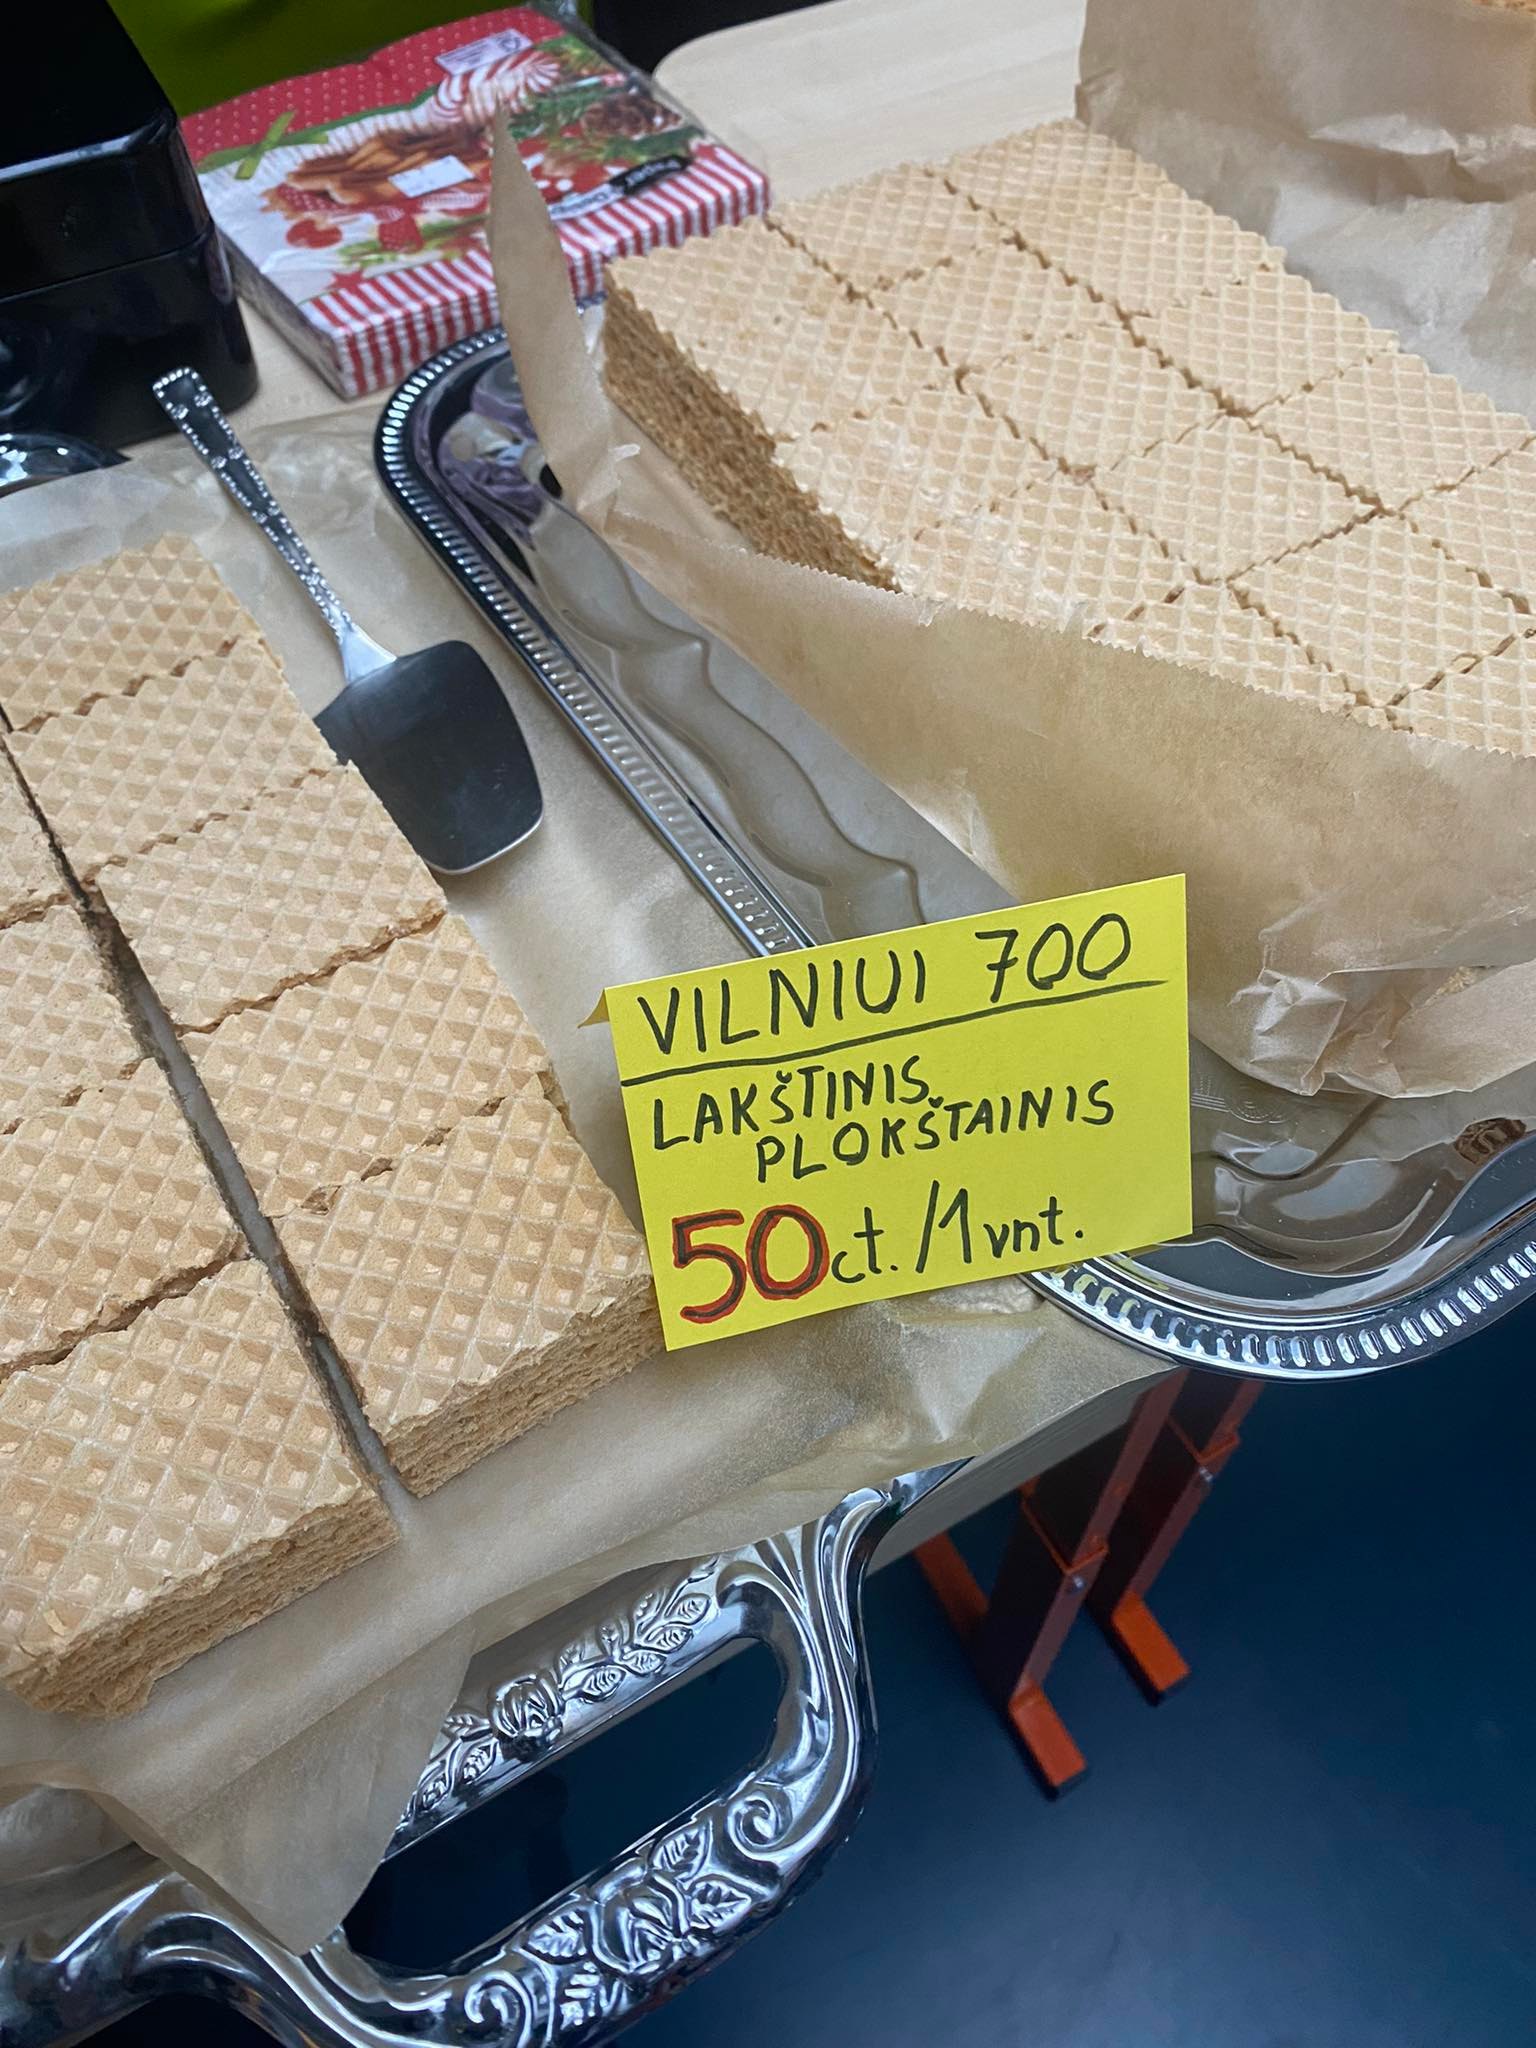 VILNIUI 700
LAKŠTINIS
PLOKŠTAINIS
50ct./1vnt.